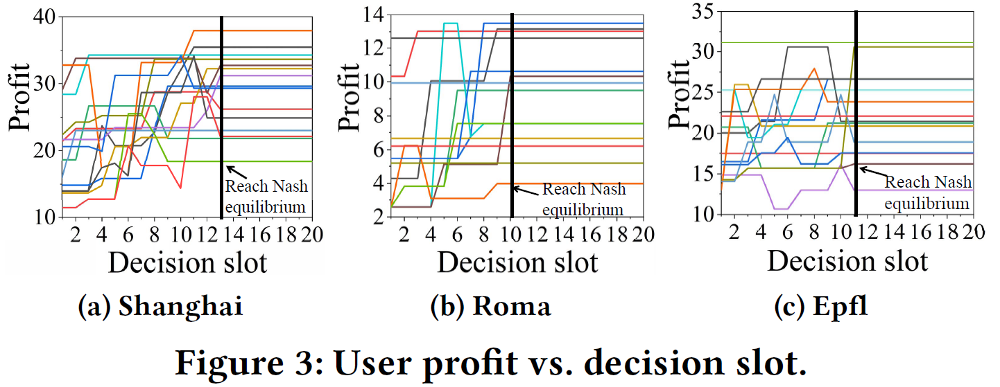 40
30
20
10
Profit
2 4 6 8 10 12 14 16 18 20
Decision slot
Reach Nash
equilibrium
(a) Shanghai
14
12
10
8
6
4
2
Profit
2 4 6 8 10 12 14 16 18 20
Decision slot
Reach Nash
equilibrium
(b) Roma
35
30
25
20
15
10
Profit
2 4 6 8 10 12 14 16 18 20
Decision slot
Reach Nash
equilibrium
(c) Epfl
Figure 3: User profit vs. decision slot.